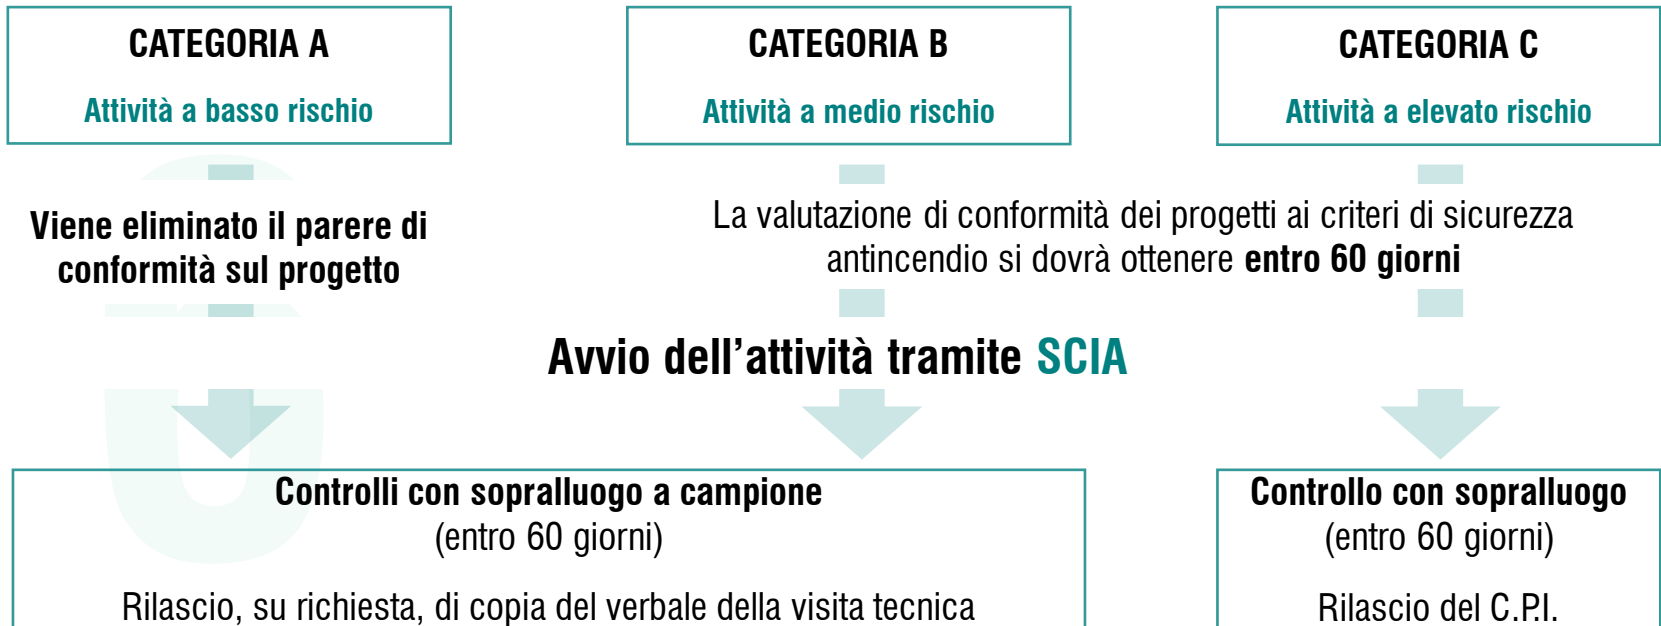 CATEGORIA A
Attività a basso rischio
CATEGORIA B
Attività a medio rischio
CATEGORIA C
Attività a elevato rischio
Viene eliminato il parere di
conformità sul progetto
La valutazione di conformità dei progetti ai criteri di sicurezza
antincendio si dovrà ottenere entro 60 giorni
Avvio dell’attività tramite SCIA
Controlli con sopralluogo a campione
(entro 60 giorni)
Rilascio, su richiesta, di copia del verbale della visita tecnica
Controllo con sopralluogo
(entro 60 giorni)
Rilascio del C.P.I.